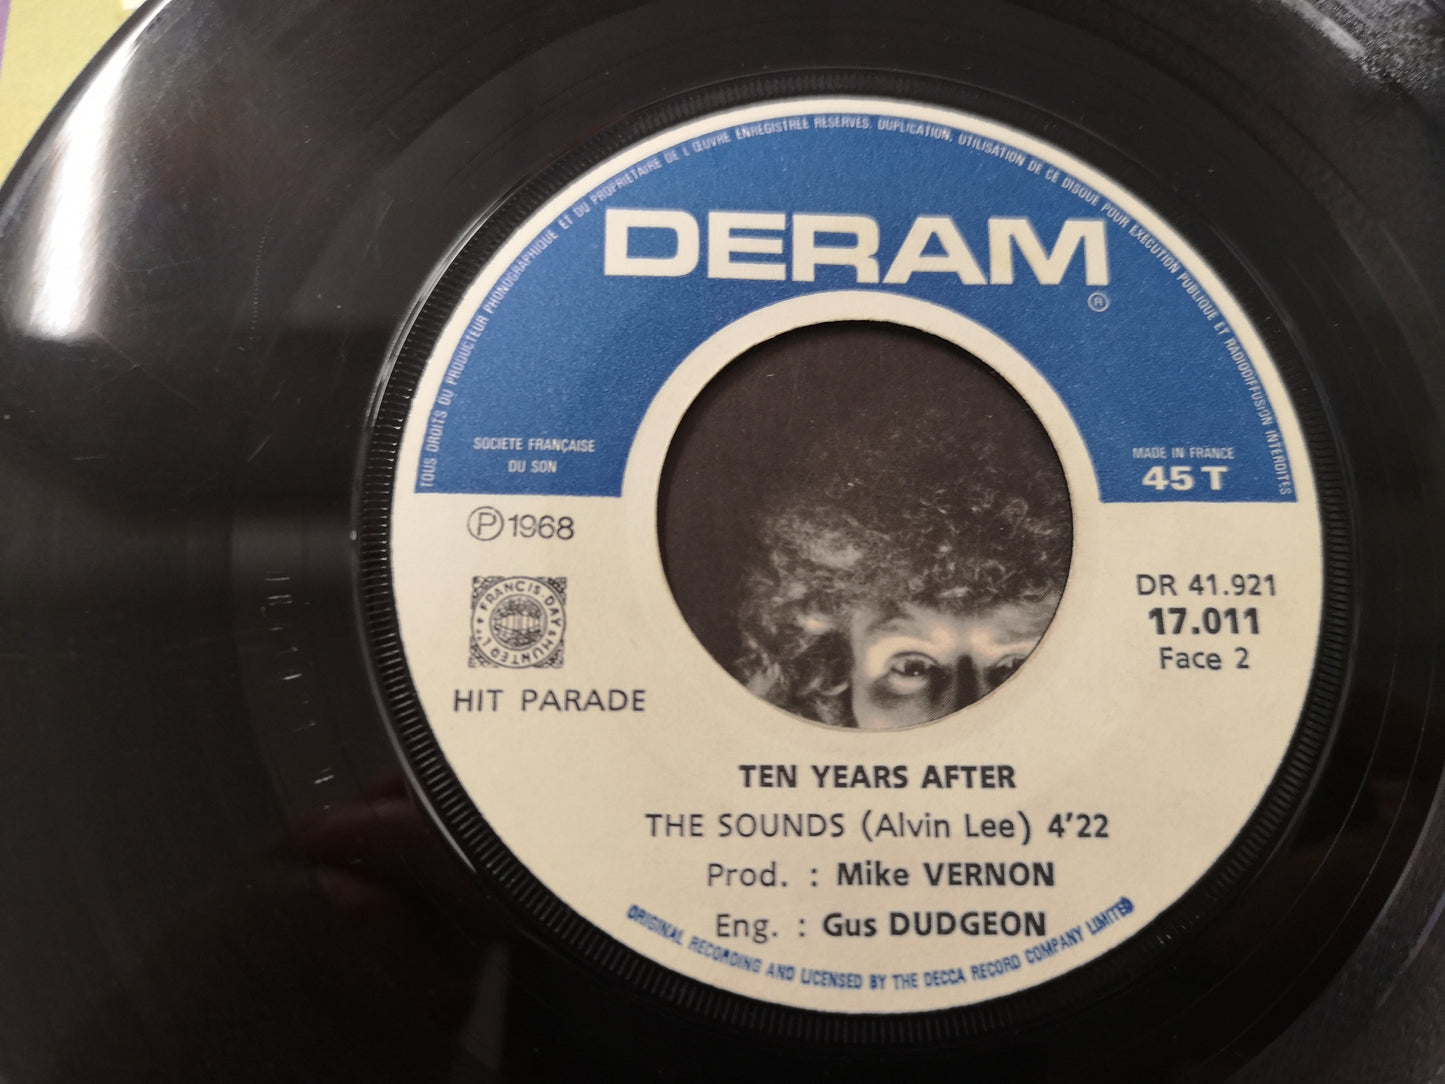 TOUS DROITS DU PRODUCTEUR PHONOGRAPHIQUE ET DU PROPRIETAIRE DE L ŒUVRE ENREGISTREE RESERVES. DUPLICATION, UTILISATION DE CE DISQUE POUR EXECUTION PUBLIQUE ET RADIODIFFUSION INTERDITES
DERAM
®
SOCIETE FRANÇAISE
DU SON
MADE IN FRANCE
45 T
Ⓟ 1968
FRANCIS·DAY & HUNTER LTD
HIT PARADE
DR 41.921
17.011
Face 2
TEN YEARS AFTER
THE SOUNDS (Alvin Lee) 4'22
Prod. : Mike VERNON
Eng. : Gus DUDGEON
ORIGINAL RECORDING AND LICENSED BY THE DECCA RECORD COMPANY LIMITED